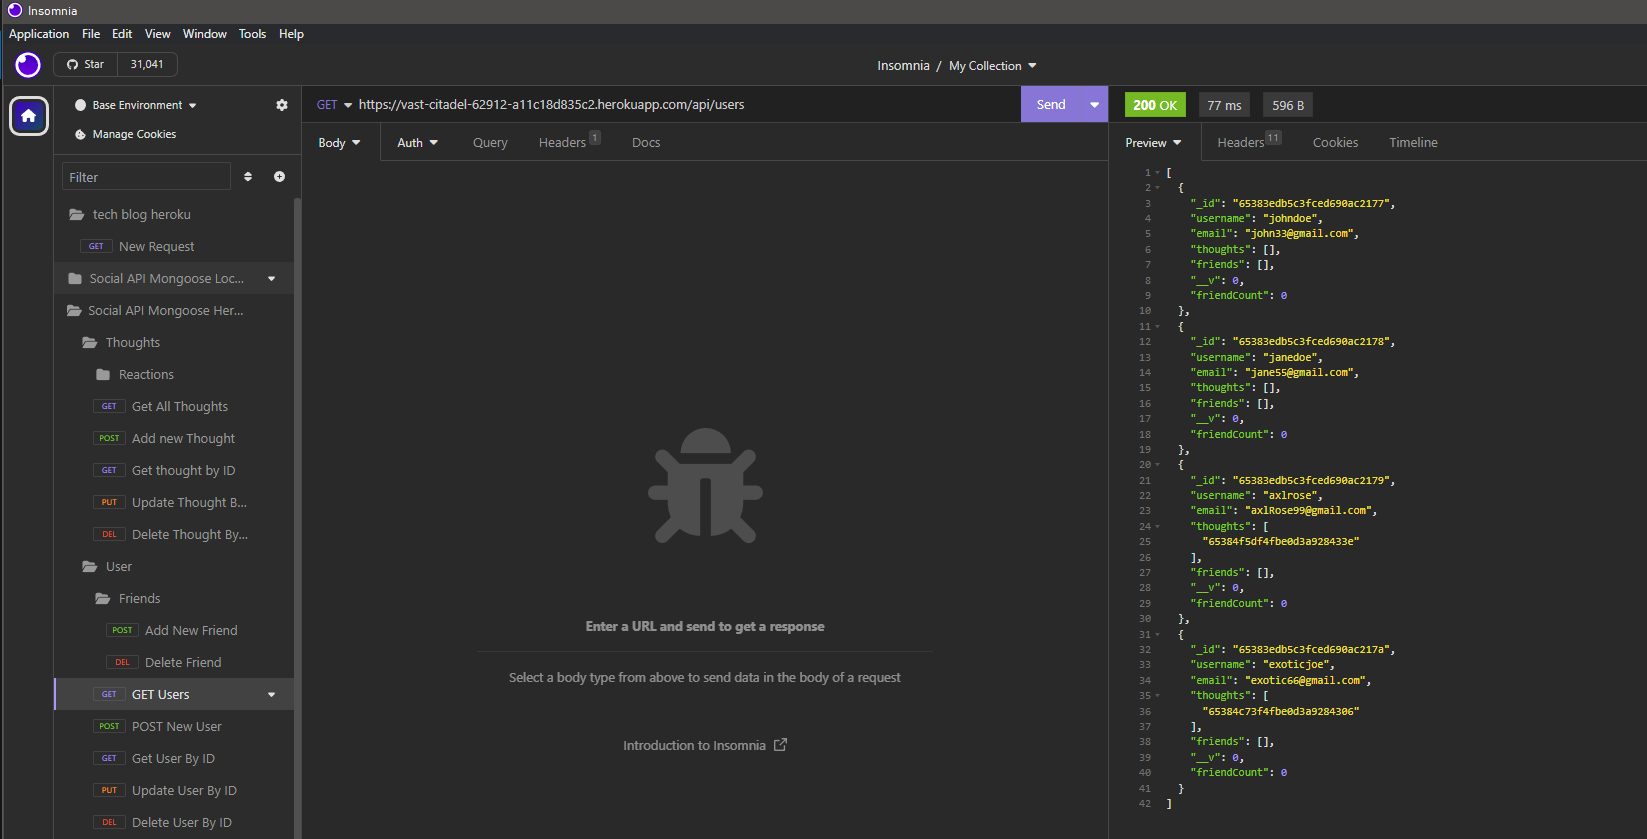 Insomnia
Application File Edit View Window Tools Help
Star 31,041
Insomnia / My Collection
Base Environment
Manage Cookies
Filter
tech blog heroku
GET New Request
Social API Mongoose Loc...
Social API Mongoose Her...
Thoughts
Reactions
GET Get All Thoughts
POST Add new Thought
GET Get thought by ID
PUT Update Thought B...
DEL Delete Thought By...
User
Friends
POST Add New Friend
DEL Delete Friend
GET GET Users
POST POST New User
GET Get User By ID
PUT Update User By ID
DEL Delete User By ID
GET https://vast-citadel-62912-a11c18d835c2.herokuapp.com/api/users Send
Body Auth Query Headers 1 Docs
Enter a URL and send to get a response
Select a body type from above to send data in the body of a request
Introduction to Insomnia
200 OK 77 ms 596 B
Preview Headers 11 Cookies Timeline
1 [
2 {
3 "_id": "65383edb5c3fced690ac2177",
4 "username": "johndoe",
5 "email": "john33@gmail.com",
6 "thoughts": [],
7 "friends": [],
8 "__v": 0,
9 "friendCount": 0
10 },
11 {
12 "_id": "65383edb5c3fced690ac2178",
13 "username": "janedoe",
14 "email": "jane55@gmail.com",
15 "thoughts": [],
16 "friends": [],
17 "__v": 0,
18 "friendCount": 0
19 },
20 {
21 "_id": "65383edb5c3fced690ac2179",
22 "username": "axlrose",
23 "email": "axlRose99@gmail.com",
24 "thoughts": [
25 "65384f5df4fbe0d3a928433e"
26 ],
27 "friends": [],
28 "__v": 0,
29 "friendCount": 0
30 },
31 {
32 "_id": "65383edb5c3fced690ac217a",
33 "username": "exoticjoe",
34 "email": "exotic66@gmail.com",
35 "thoughts": [
36 "65384c73f4fbe0d3a9284306"
37 ],
38 "friends": [],
39 "__v": 0,
40 "friendCount": 0
41 }
42 ]